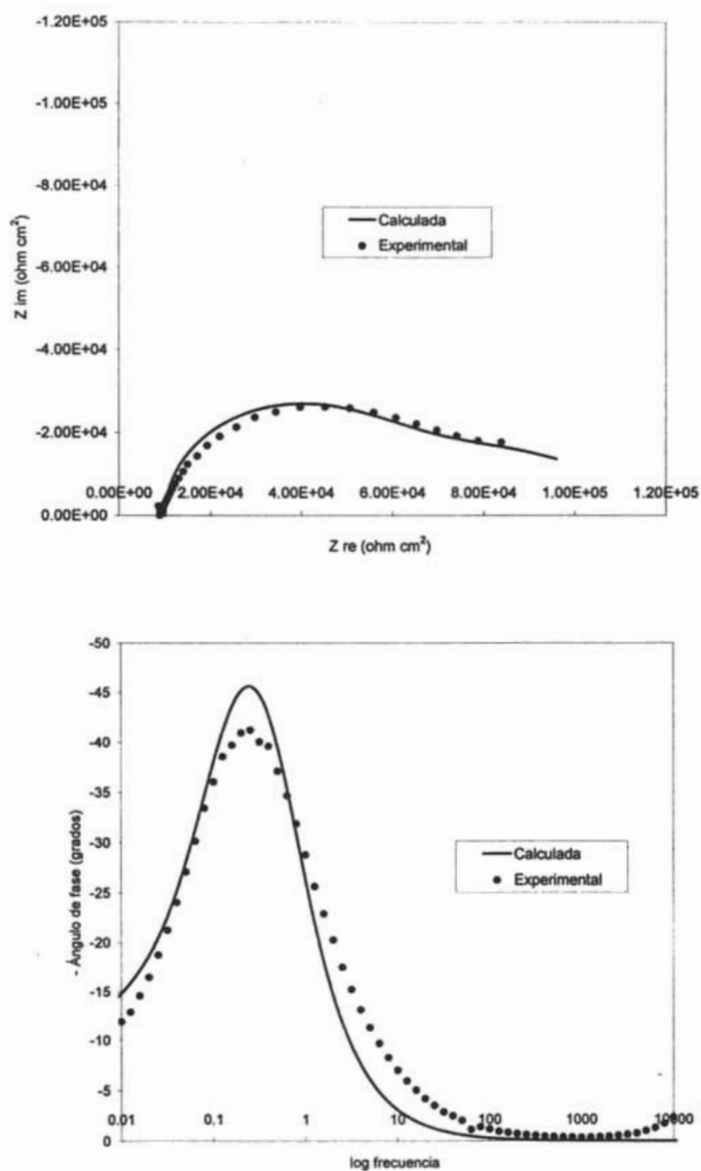 -1.20E+05
-1.00E+05
-8.00E+04
-6.00E+04
-4.00E+04
-2.00E+04
0.00E+00
Z im (ohm cm²)
Calculada
Experimental
0.00E+00 2.00E+04 4.00E+04 6.00E+04 8.00E+04 1.00E+05 1.20E+05
Z re (ohm cm²)
-50
-45
-40
-35
-30
-25
-20
-15
-10
-5
0
- Ángulo de fase (grados)
Calculada
Experimental
0.01 0.1 1 10 100 1000 10000
log frecuencia